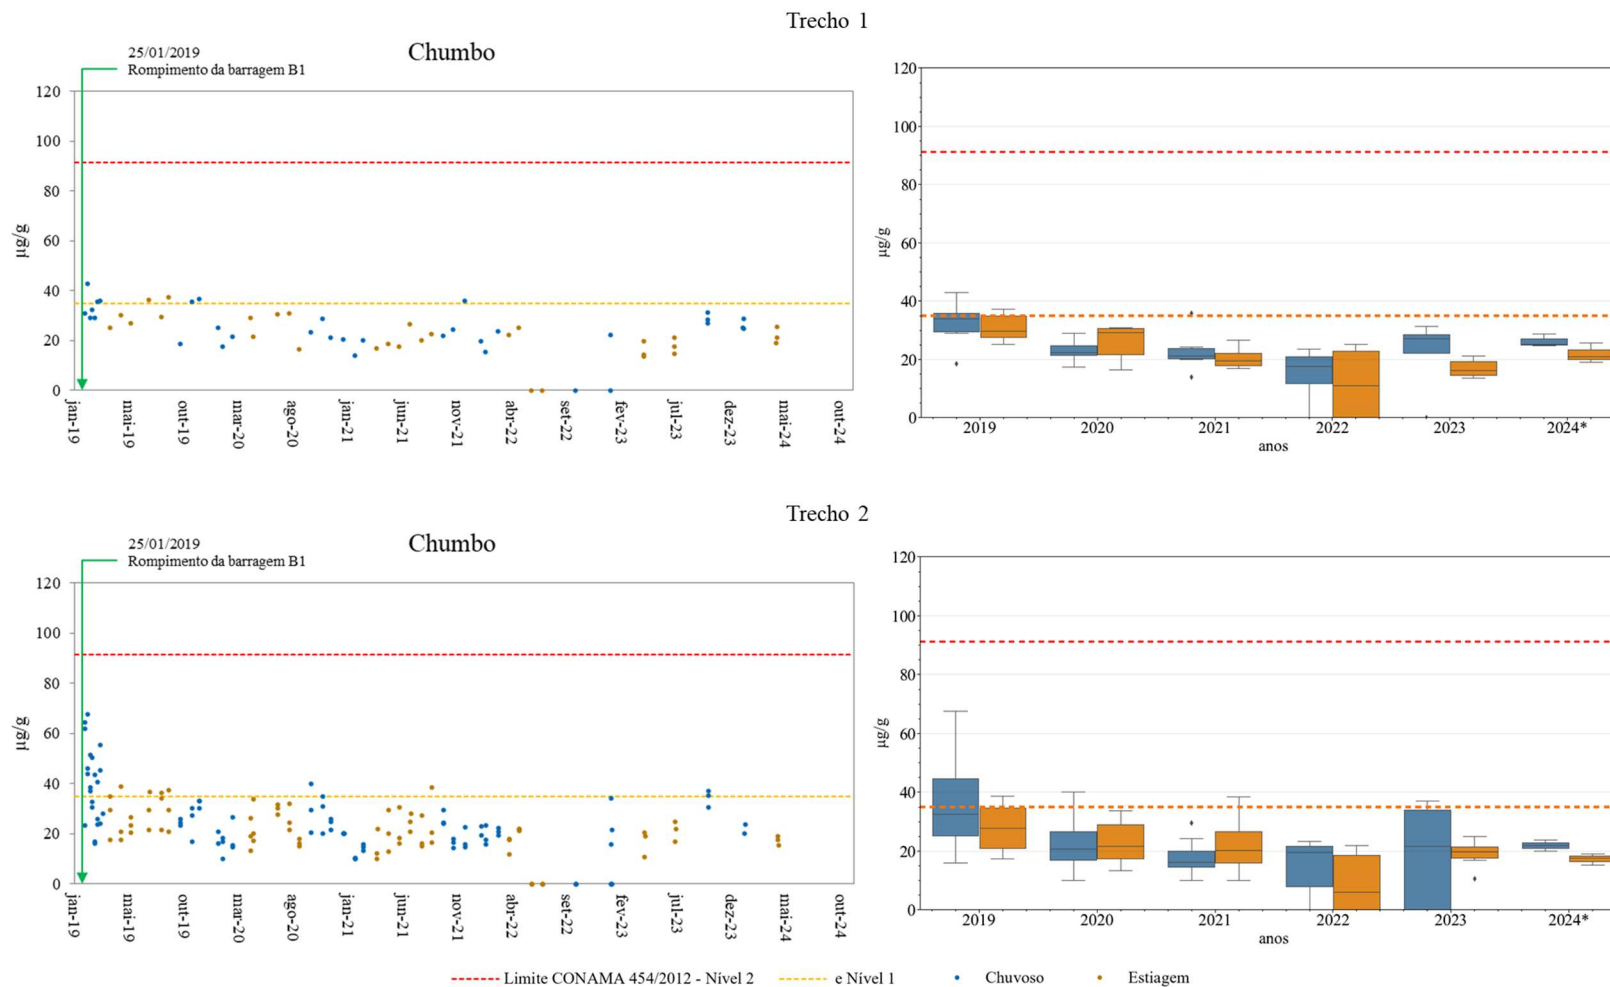 Trecho 1
25/01/2019
Rompimento da barragem B1
Chumbo
120
100
80
60
40
20
0
µg/g
jan-19
mai-19
out-19
mar-20
ago-20
jan-21
jun-21
nov-21
abr-22
set-22
fev-23
jul-23
dez-23
mai-24
out-24
120
100
80
60
40
20
0
µg/g
2019
2020
2021
2022
2023
2024*
anos
Trecho 2
25/01/2019
Rompimento da barragem B1
Chumbo
120
100
80
60
40
20
0
µg/g
jan-19
mai-19
out-19
mar-20
ago-20
jan-21
jun-21
nov-21
abr-22
set-22
fev-23
jul-23
dez-23
mai-24
out-24
120
100
80
60
40
20
0
µg/g
2019
2020
2021
2022
2023
2024*
anos
Limite CONAMA 454/2012 - Nível 2
e Nível 1
Chuvoso
Estiagem